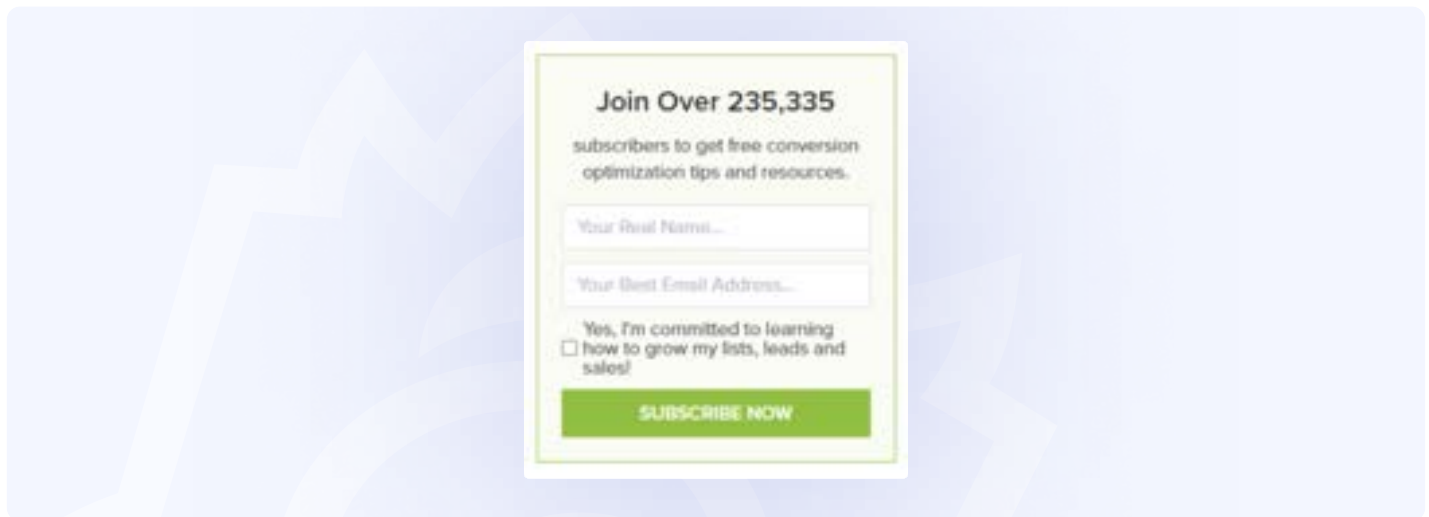 Join Over 235,335
subscribers to get free conversion
optimization tips and resources.
Your Real Name...
Your Best Email Address...
Yes, I'm committed to learning
how to grow my lists, leads and
sales!
SUBSCRIBE NOW